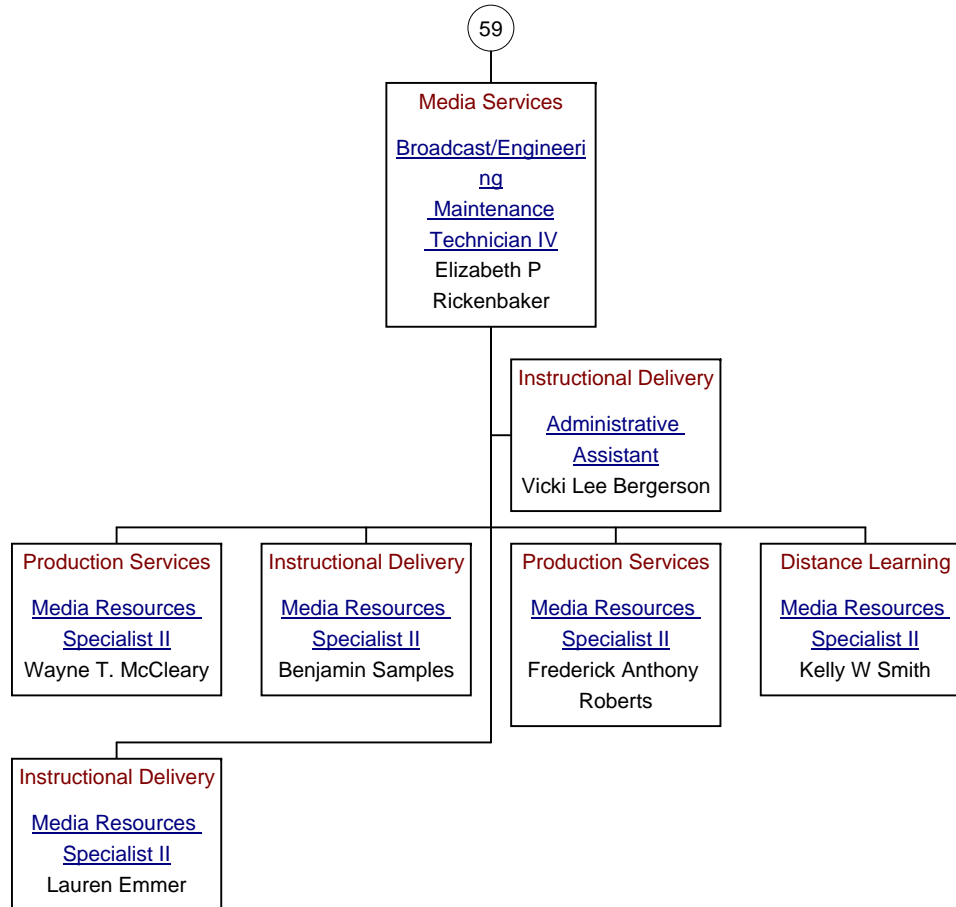 59
Media Services
Broadcast/Engineeri
ng
Maintenance
Technician IV
Elizabeth P
Rickenbaker
Instructional Delivery
Administrative
Assistant
Vicki Lee Bergerson
Production Services
Media Resources
Specialist II
Wayne T. McCleary
Instructional Delivery
Media Resources
Specialist II
Benjamin Samples
Production Services
Media Resources
Specialist II
Frederick Anthony
Roberts
Distance Learning
Media Resources
Specialist II
Kelly W Smith
Instructional Delivery
Media Resources
Specialist II
Lauren Emmer